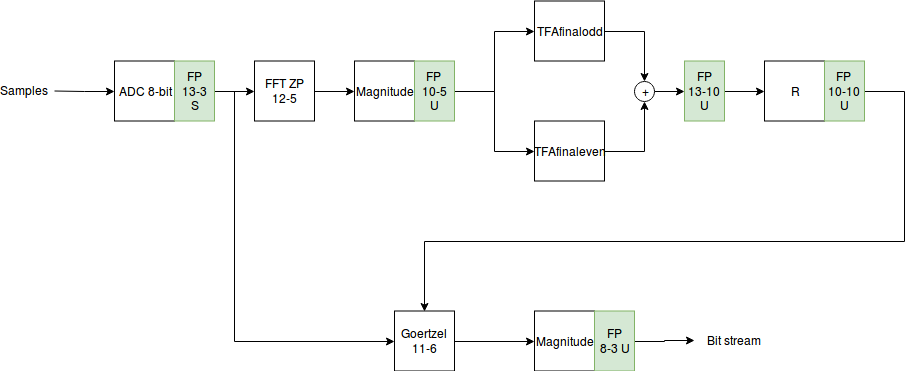 Samples
ADC 8-bit
FP
13-3
S
FFT ZP
12-5
Magnitude
FP
10-5
U
TFAfinalodd
TFAfinaleven
+
FP
13-10
U
R
FP
10-10
U
Goertzel
11-6
Magnitude
FP
8-3 U
Bit stream